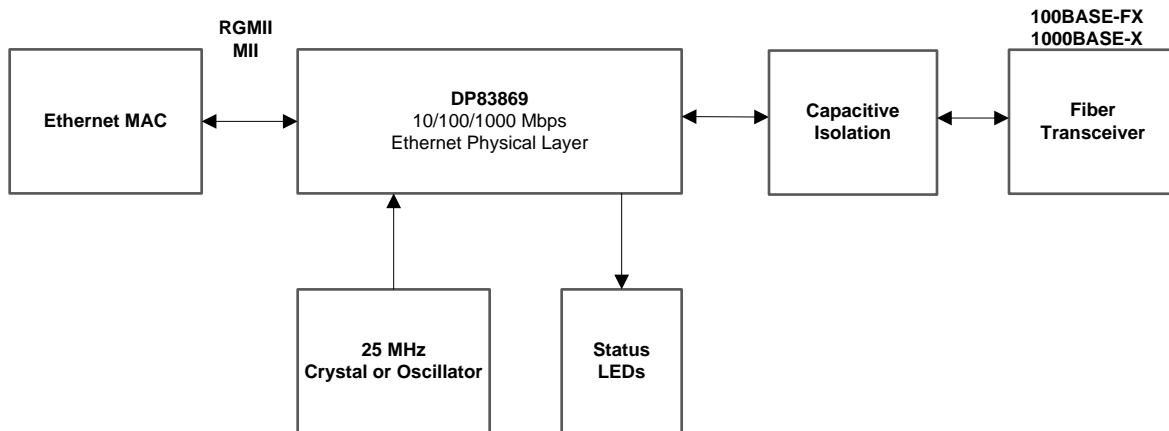 RGMII
MII
100BASE-FX
1000BASE-X
Ethernet MAC
DP83869
10/100/1000 Mbps
Ethernet Physical Layer
Capacitive
Isolation
Fiber
Transceiver
25 MHz
Crystal or Oscillator
Status
LEDs